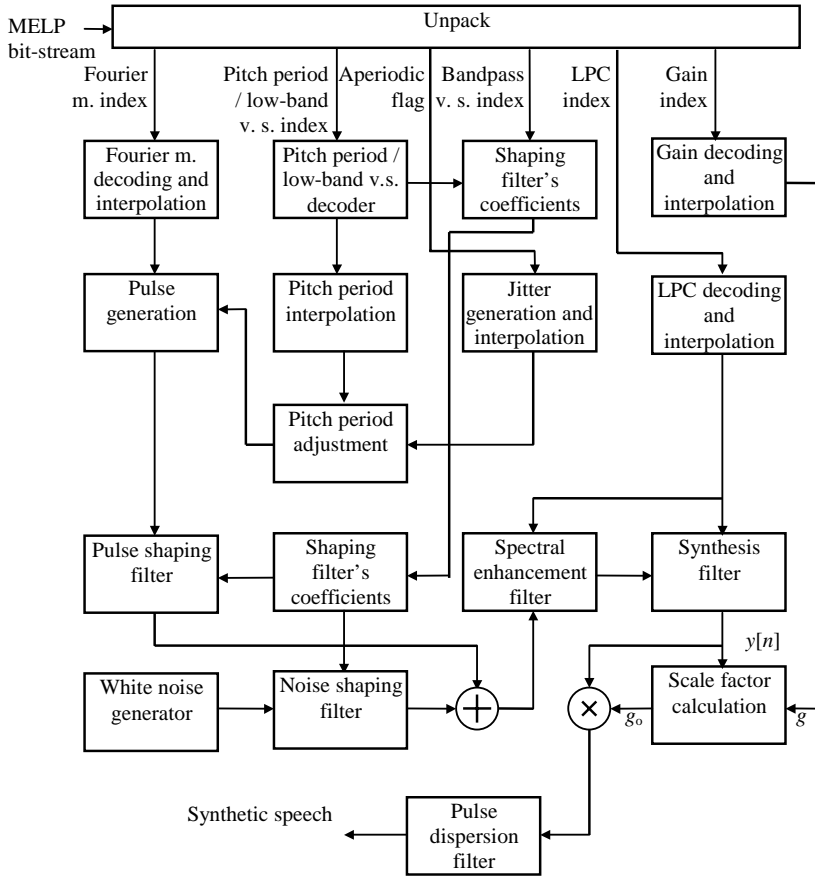 MELP
bit-stream
Unpack
Fourier
m. index
Pitch period
/ low-band
v. s. index
Aperiodic
flag
Bandpass
v. s. index
LPC
index
Gain
index
Fourier m.
decoding and
interpolation
Pitch period /
low-band v.s.
decoder
Shaping
filter's
coefficients
Gain decoding
and
interpolation
Pulse
generation
Pitch period
interpolation
Jitter
generation and
interpolation
LPC decoding
and
interpolation
Pitch period
adjustment
Pulse shaping
filter
Shaping
filter's
coefficients
Spectral
enhancement
filter
Synthesis
filter
y[n]
White noise
generator
Noise shaping
filter
+
×
g₀
Scale factor
calculation
g
Synthetic speech
Pulse
dispersion
filter